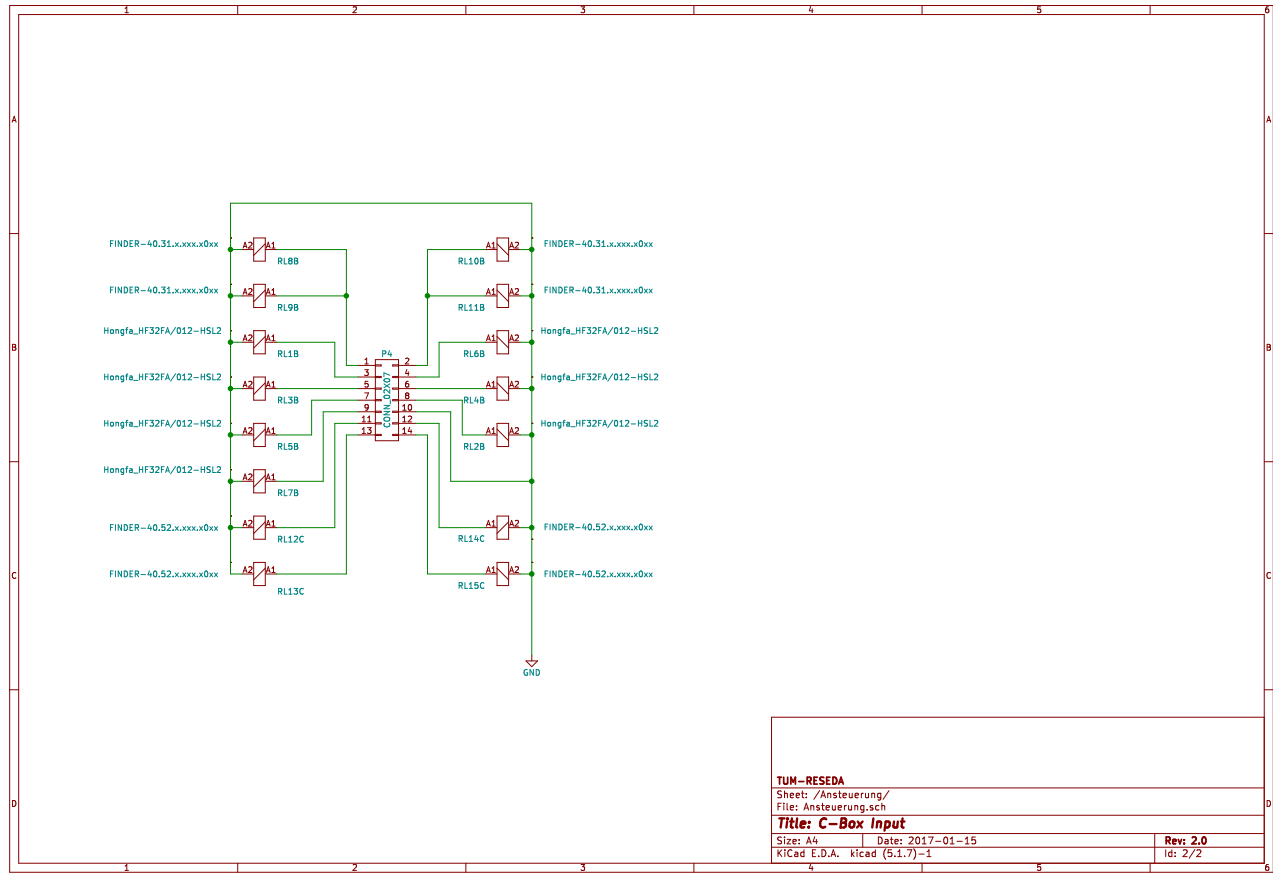 1 2 3 4 5 6
A A
FINDER-40.31.x.xxx.x0xx A2 A1 RL8B A1 A2 RL10B FINDER-40.31.x.xxx.x0xx
FINDER-40.31.x.xxx.x0xx A2 A1 RL9B A1 A2 RL11B FINDER-40.31.x.xxx.x0xx
Hongfa_HF32FA/012-HSL2 A2 A1 RL1B A1 A2 RL6B Hongfa_HF32FA/012-HSL2
B B
P4
CONN_02X07
1 2
3 4
5 6
7 8
9 10
11 12
13 14
Hongfa_HF32FA/012-HSL2 A2 A1 RL3B A1 A2 RL4B Hongfa_HF32FA/012-HSL2
Hongfa_HF32FA/012-HSL2 A2 A1 RL5B A1 A2 RL2B Hongfa_HF32FA/012-HSL2
Hongfa_HF32FA/012-HSL2 A2 A1 RL7B
FINDER-40.52.x.xxx.x0xx A2 A1 RL12C A1 A2 RL14C FINDER-40.52.x.xxx.x0xx
C C
FINDER-40.52.x.xxx.x0xx A2 A1 RL13C A1 A2 RL15C FINDER-40.52.x.xxx.x0xx
GND
D D
TUM-RESEDA
Sheet: /Ansteuerung/
File: Ansteuerung.sch
Title: C-Box Input
Size: A4 Date: 2017-01-15 Rev: 2.0
KiCad E.D.A. kicad (5.1.7)-1 Id: 2/2
1 2 3 4 5 6